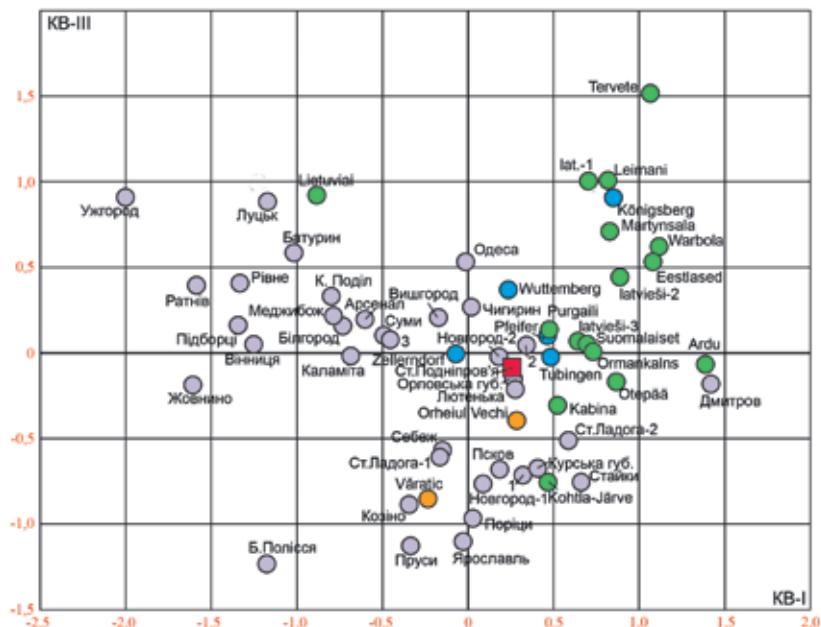 КВ-III
1,5
Tervete
1,0
lat.-1
Leimani
Lietuviai
Ужгород
Луцьк
Königsberg
Martynsala
Батурин
Одеса
Warbola
0,5
Eestlased
Ратнів
Рівне
К. Поділ
Wuttemberg
latvieši-2
Меджибож
Арсенал
Вишгород
Чигирин
Purgaili
Підборці
Білгород
Суми
Новгород-2
Pfeifer
latvieši-3
Suomalaiset
Ardu
Вінниця
3
0
Каламіта
Zellerndorf
2
Ormankalns
Ст.Подніпров'я
Tubingen
Жовнино
Орловська губ.
Otepää
Дмитров
Лютенька
Orheiul Vechi
Kabina
-0,5
Себеж
Ст.Ладога-2
Ст.Ладога-1
Псков
Курська губ.
Văratic
1
Стайки
Новгород-1
Kohtla-Järve
Козіно
-1,0
Поріци
Б.Полісся
Пруси
Ярославль
КВ-I
-1,5
-2.5
-2.0
-1.5
-1.0
-0.5
0
0.5
1.0
1.5
2.0